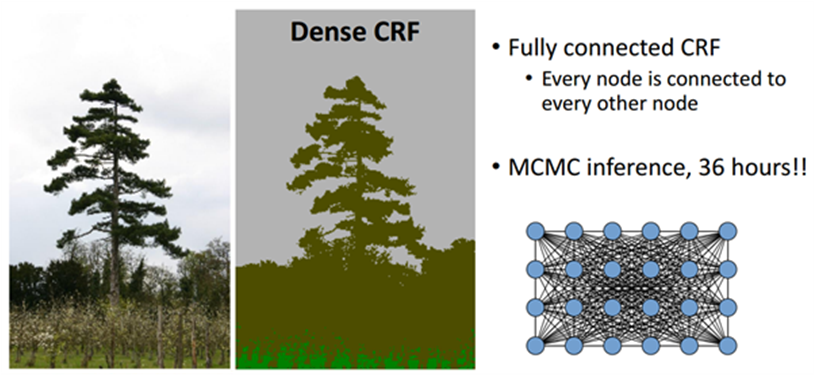 Dense CRF
• Fully connected CRF
• Every node is connected to
every other node
• MCMC inference, 36 hours!!